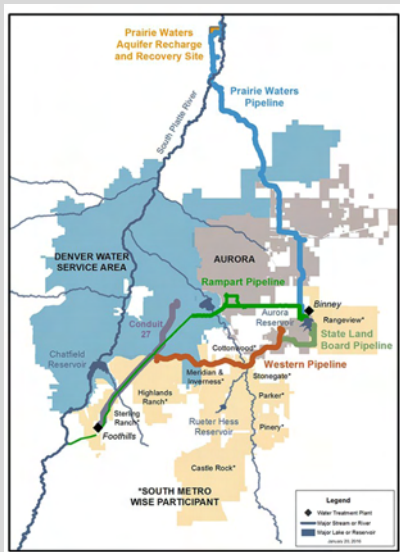 Prairie Waters
Aquifer Recharge
and Recovery Site
South Platte River
Prairie Waters
Pipeline
DENVER WATER
SERVICE AREA
AURORA
Rampart Pipeline
Conduit
27
Binney
Aurora
Reservoir
Rangeview*
State Land
Board Pipeline
Chatfield
Reservoir
Cottonwood*
Western Pipeline
Meridian &
Inverness*
Stonegate*
Highlands
Ranch*
Parker*
Sterling
Ranch*
Rueter Hess
Reservoir
Foothills
Pinery*
Castle Rock*
*SOUTH METRO
WISE PARTICIPANT
Legend
Water Treatment Plant
Major Stream or River
Major Lake or Reservoir